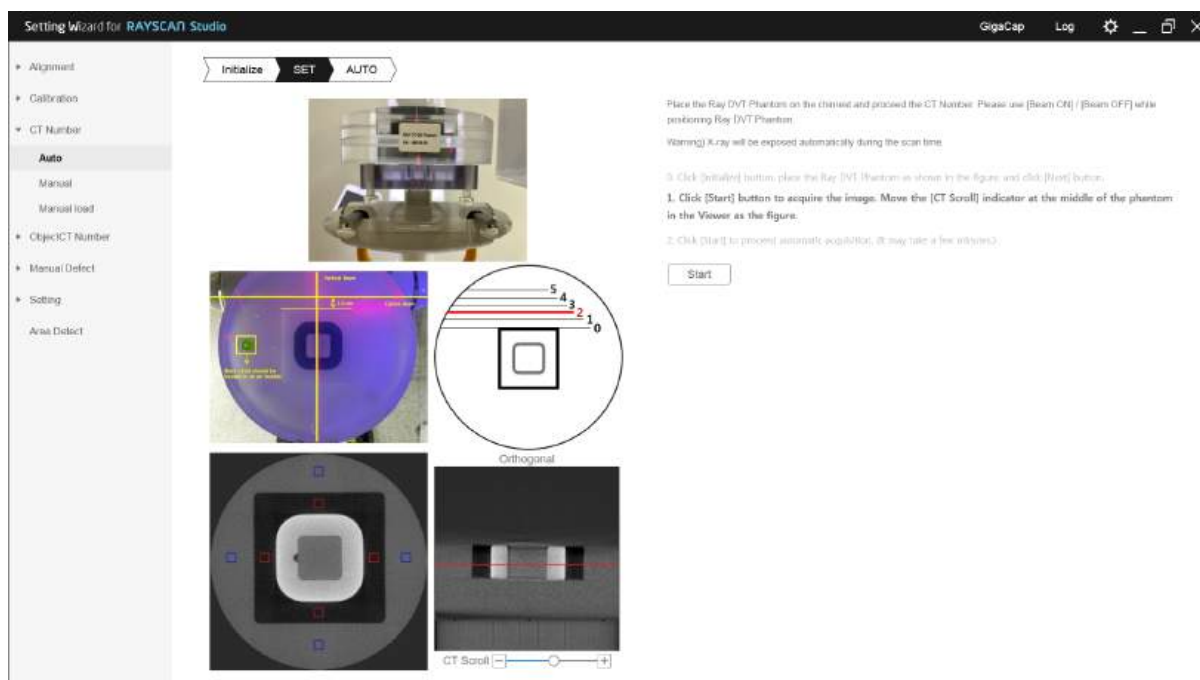 Setting Wizard for RAYSCAN Studio
GigaCap Log
Alignment
Calibration
CT Number
Auto
Manual
Manual load
ObjectCT Number
Manual Defect
Setting
Area Defect
Initialize SET AUTO
Place the Ray DVT Phantom on the chinrest and proceed the CT Number. Please use [Beam ON] / [Beam OFF] while
positioning Ray DVT Phantom.
Warning) X-ray will be exposed automatically during the scan time.
0. Click [Initialize] button, place the Ray DVT Phantom as shown in the figure, and click [Next] button.
1. Click [Start] button to acquire the image. Move the [CT Scroll] indicator at the middle of the phantom
in the Viewer as the figure.
2. Click [Start] to proceed automatic acquisition. (It may take a few minutes.)
Start
5
4
3
2
1
0
Orthogonal
CT Scroll